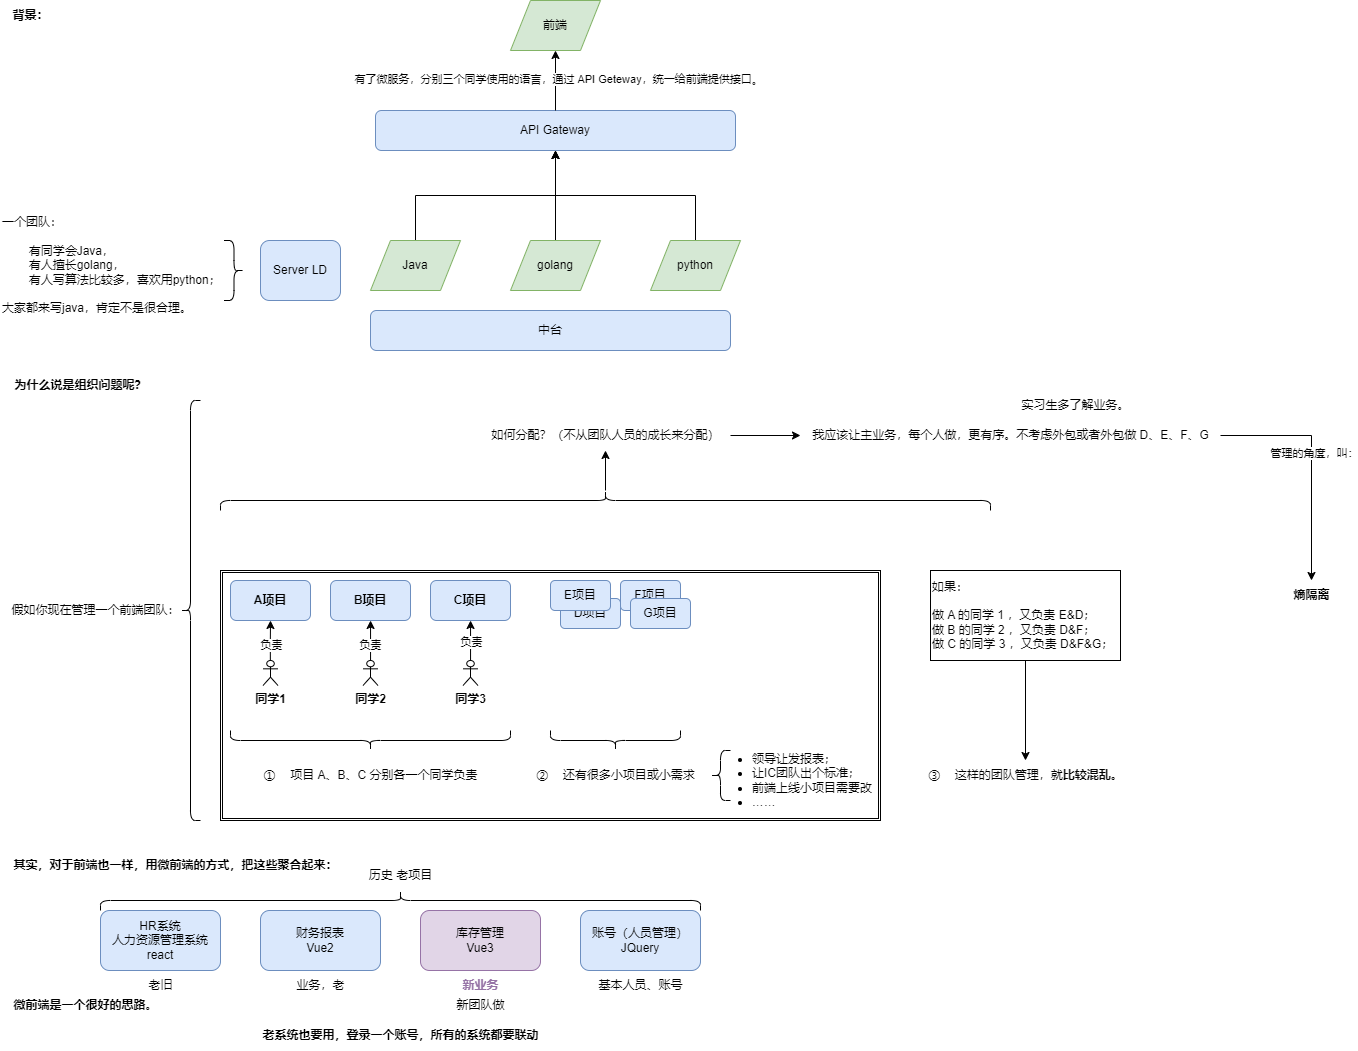 背景：
前端
有了微服务，分别三个同学使用的语言，通过 API Geteway，统一给前端提供接口。
API Gateway
一个团队：
有同学会Java，
有人擅长golang，
有人写算法比较多，喜欢用python；
大家都来写java，肯定不是很合理。
Server LD
Java
golang
python
中台
为什么说是组织问题呢？
实习生多了解业务。
如何分配？（不从团队人员的成长来分配）
我应该让主业务，每个人做，更有序。不考虑外包或者外包做 D、E、F、G
管理的角度，叫：
熵隔离
假如你现在管理一个前端团队：
A项目
B项目
C项目
E项目
F项目
D项目
G项目
负责
负责
负责
同学1
同学2
同学3
① 项目 A、B、C 分别各一个同学负责
② 还有很多小项目或小需求
领导让发报表；
让IC团队出个标准；
前端上线小项目需要改
……
如果：
做 A 的同学 1 ，又负责 E&D；
做 B 的同学 2 ，又负责 D&F；
做 C 的同学 3 ，又负责 D&F&G；
③ 这样的团队管理，就比较混乱。
其实，对于前端也一样，用微前端的方式，把这些聚合起来：
历史 老项目
HR系统
人力资源管理系统
react
财务报表
Vue2
库存管理
Vue3
账号（人员管理）
JQuery
老旧
业务，老
新业务
新团队做
基本人员、账号
微前端是一个很好的思路。
老系统也要用，登录一个账号，所有的系统都要联动